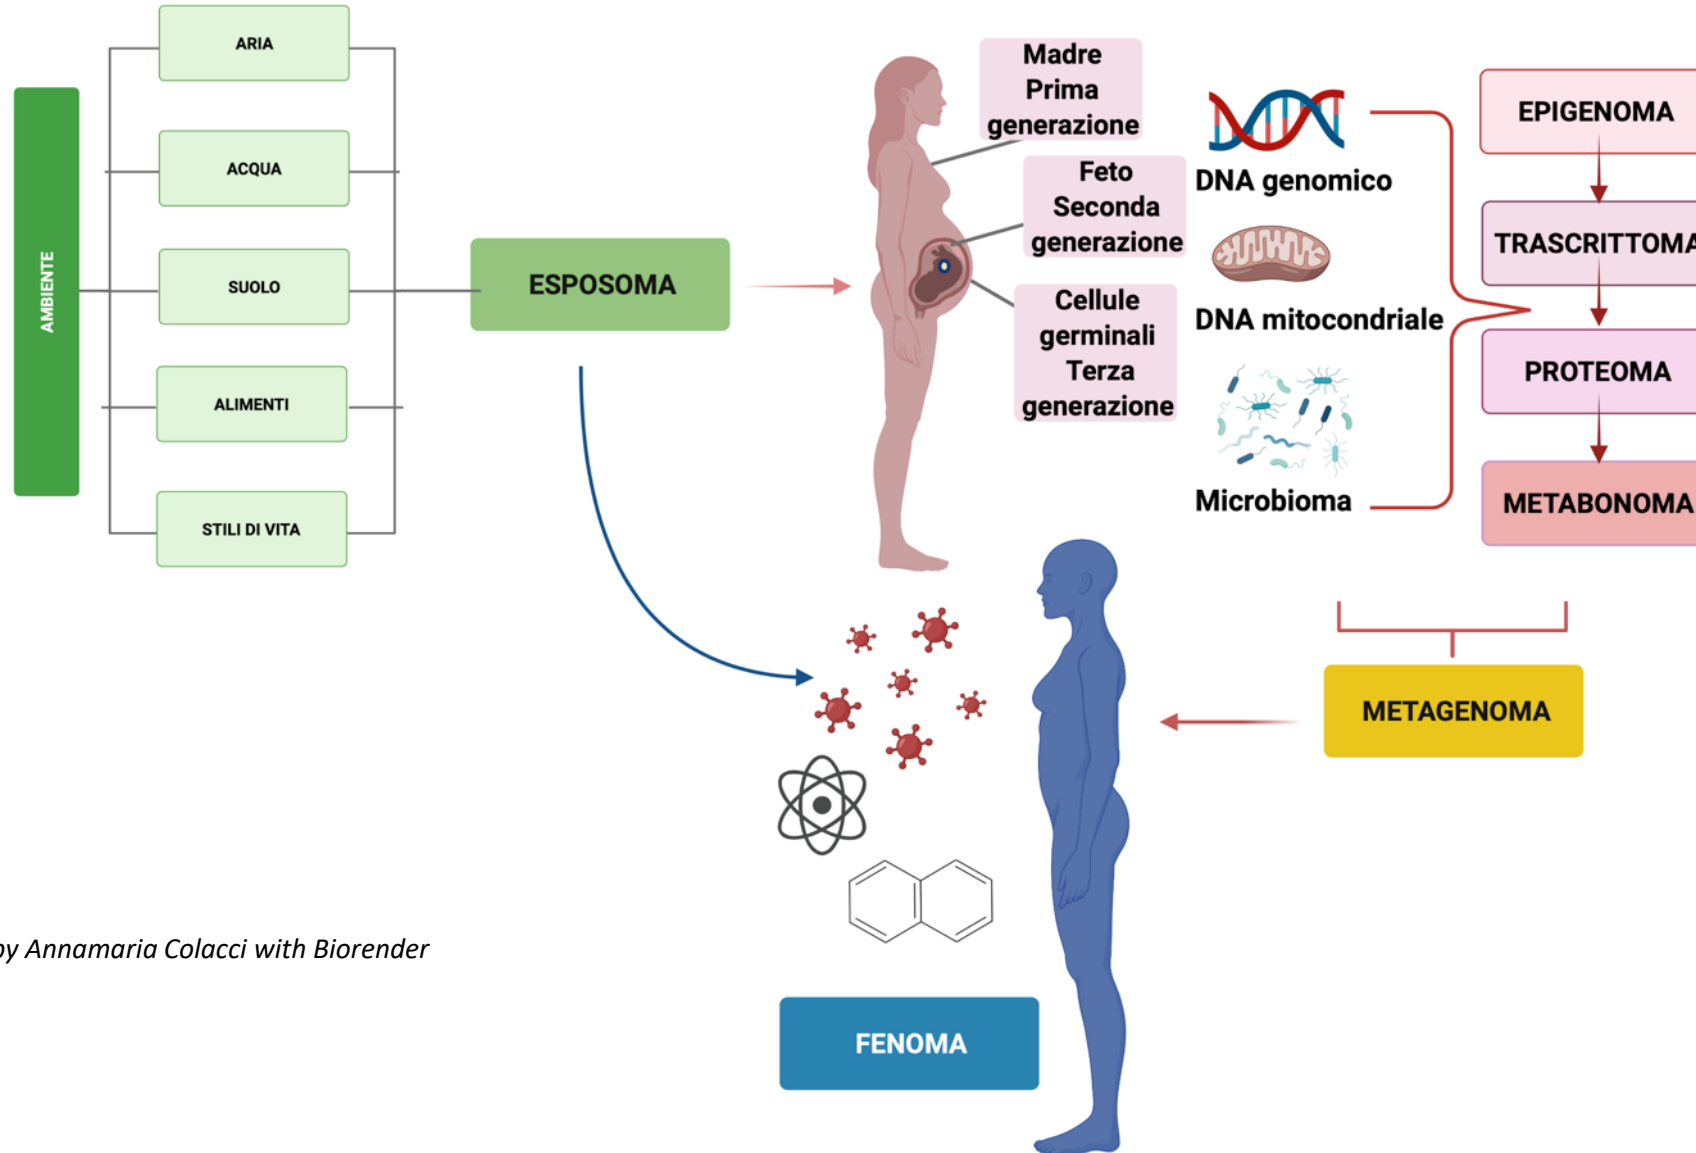 AMBIENTE
ARIA
ACQUA
SUOLO
ALIMENTI
STILI DI VITA
ESPOSOMA
Madre
Prima
generazione
Feto
Seconda
generazione
Cellule
germinali
Terza
generazione
DNA genomico
DNA mitocondriale
Microbioma
EPIGENOMA
TRASCRITTOMA
PROTEOMA
METABONOMA
METAGENOMA
FENOMA
by Annamaria Colacci with Biorender